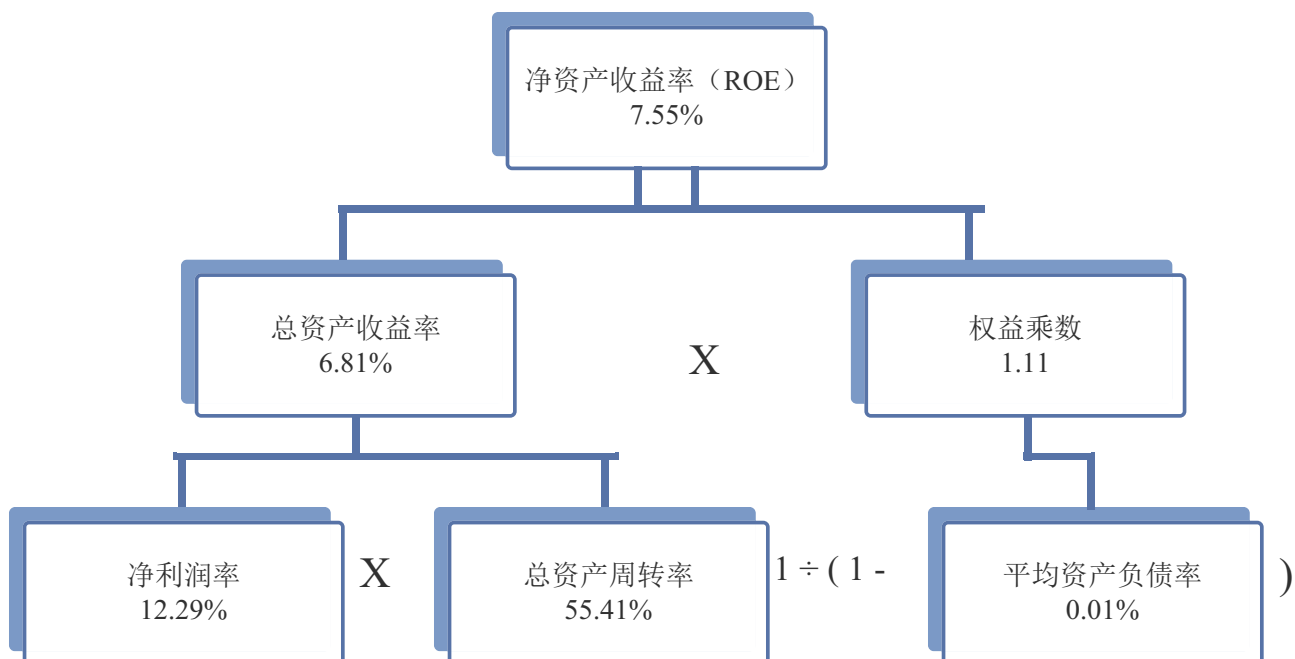 净资产收益率（ROE）
7.55%
总资产收益率
6.81%
X
权益乘数
1.11
净利润率
12.29%
X
总资产周转率
55.41%
1 ÷ ( 1 -
平均资产负债率
0.01%
)